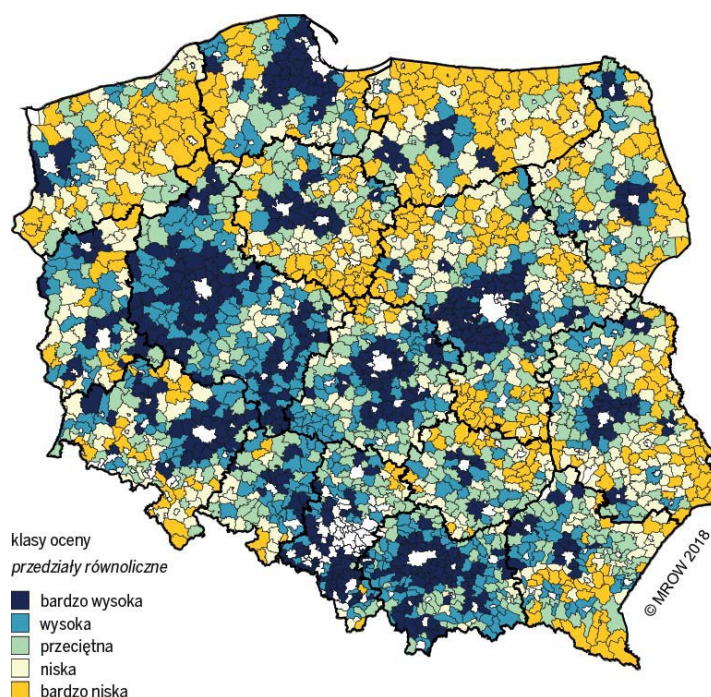 klasy oceny
przedziały równoliczne
bardzo wysoka
wysoka
przeciętna
niska
bardzo niska
© MROW 2018